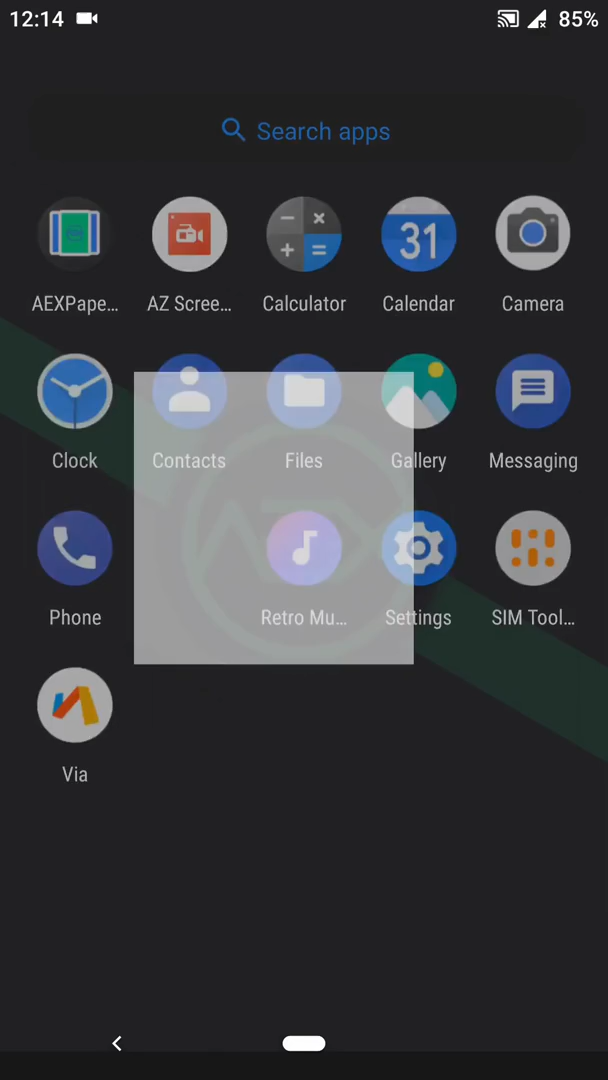 12:14
85%
Search apps
AEXPape…
AZ Scree…
Calculator
31
Calendar
Camera
Clock
Contacts
Files
Gallery
Messaging
Phone
Retro Mu…
Settings
SIM Tool…
Via